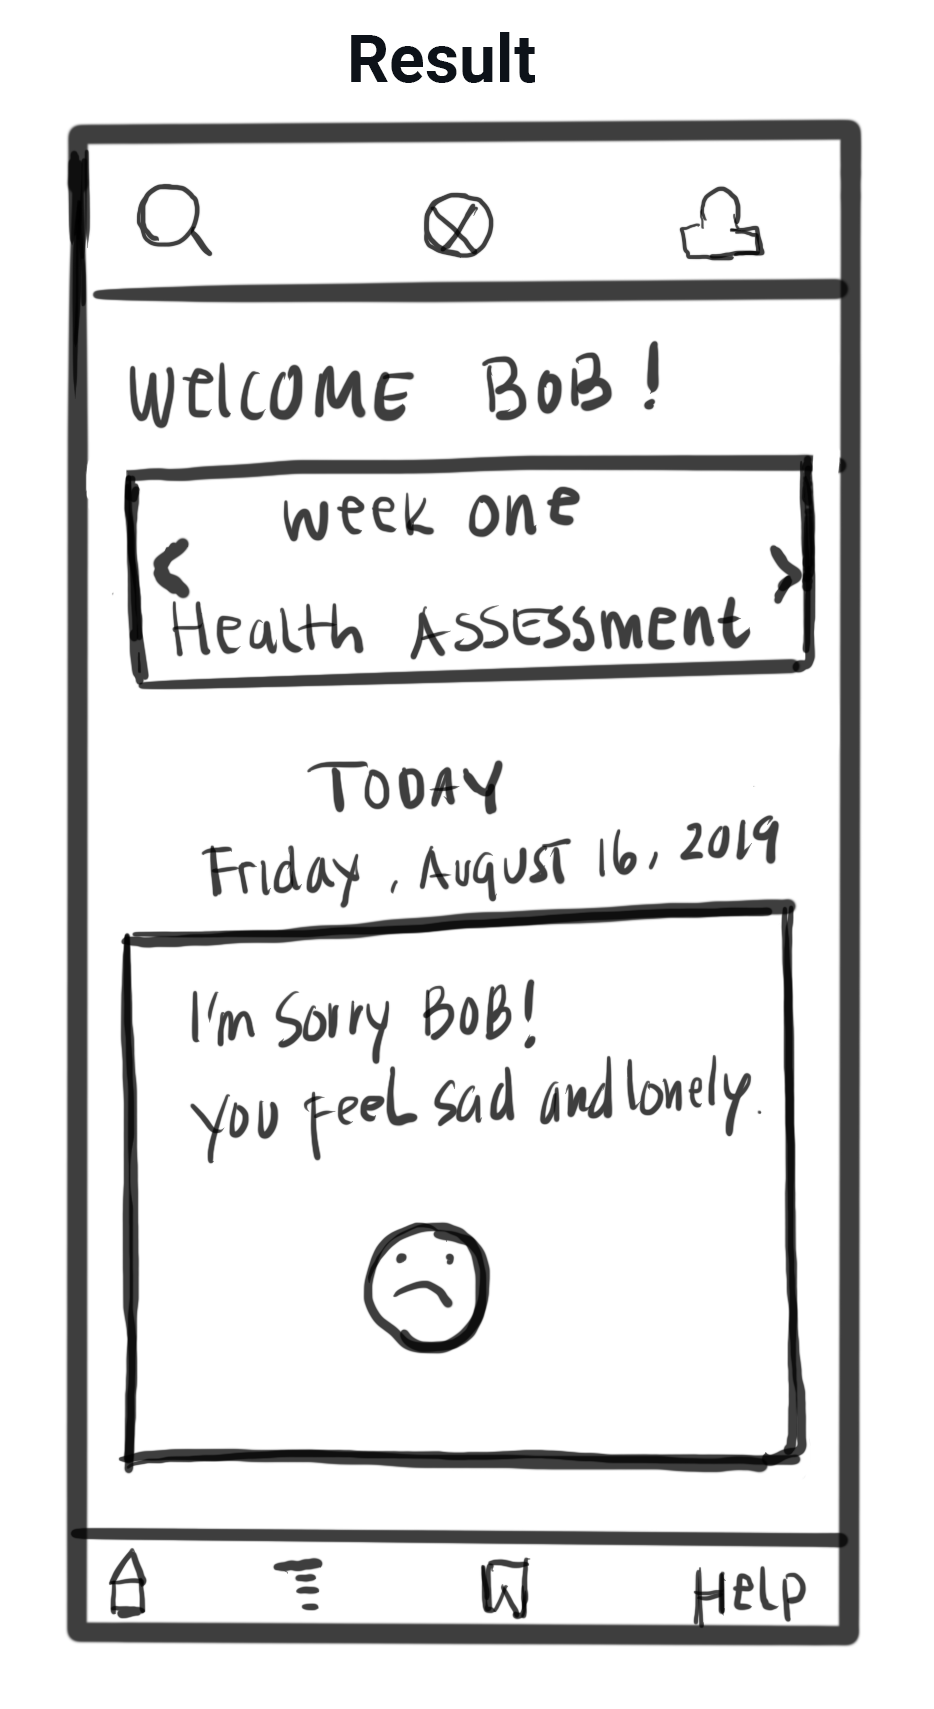 Result
WelcOME BOB!
week one
< >
Health ASSESSment
TODAY
Friday, AugUST 16, 2019
I'm Sorry BOB!
you feel sad and lonely.
Help